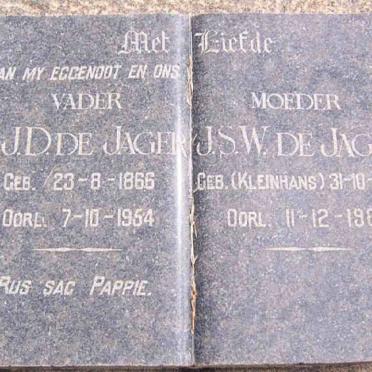 Met Liefde
AN MY EGGENOOT EN ONS
VADER
J.D. DE JAGER
GEB. 23-8-1866
OORL. 7-10-1954
RUS SAG PAPPIE.
MOEDER
J.S.W. DE JAG
GEB. (KLEINHANS) 31-10-
OORL. 11-12-19